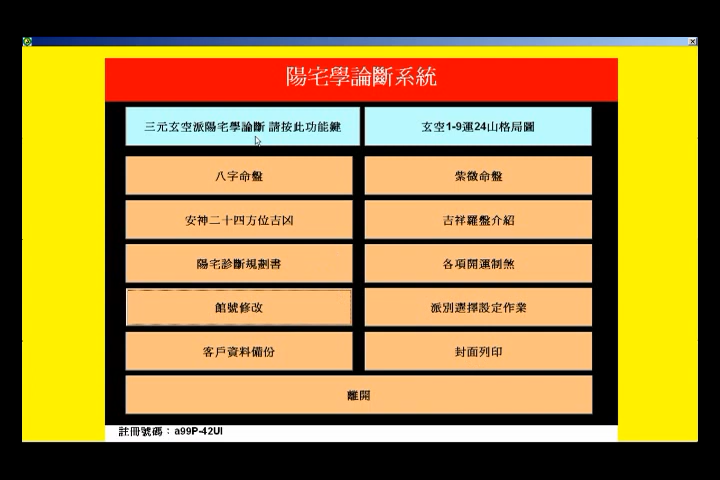 陽宅學論斷系統
三元玄空派陽宅學論斷 請按此功能鍵
玄空1-9運24山格局圖
八字命盤
紫微命盤
安神二十四方位吉凶
吉祥羅盤介紹
陽宅診斷規劃書
各項開運制煞
館號修改
派別選擇設定作業
客戶資料備份
封面列印
離開
註冊號碼：a99P-42UI